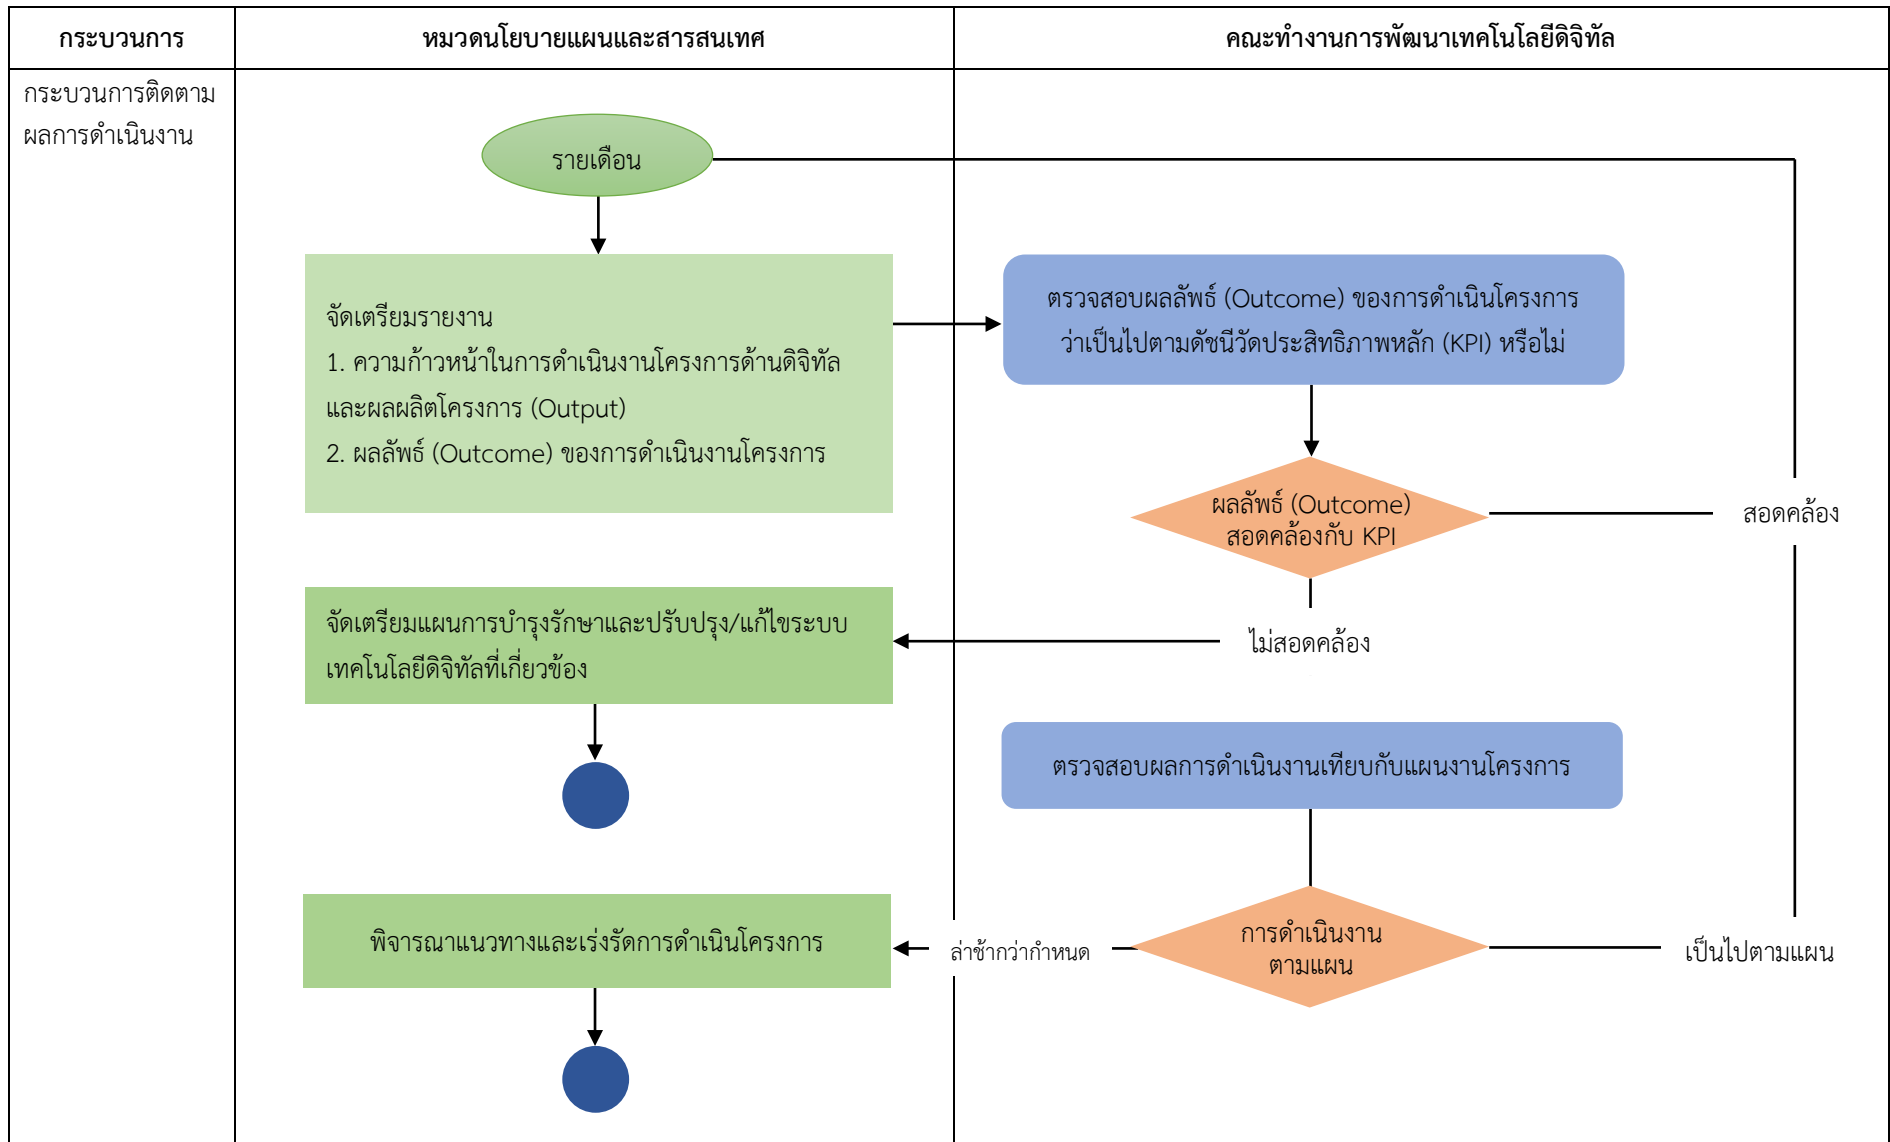 กระบวนการ
หมวดนโยบายแผนและสารสนเทศ
คณะทำงานการพัฒนาเทคโนโลยีดิจิทัล
กระบวนการติดตาม
ผลการดำเนินงาน
รายเดือน
จัดเตรียมรายงาน
1. ความก้าวหน้าในการดำเนินงานโครงการด้านดิจิทัล
และผลผลิตโครงการ (Output)
2. ผลลัพธ์ (Outcome) ของการดำเนินงานโครงการ
ตรวจสอบผลลัพธ์ (Outcome) ของการดำเนินโครงการ
ว่าเป็นไปตามดัชนีวัดประสิทธิภาพหลัก (KPI) หรือไม่
ผลลัพธ์ (Outcome)
สอดคล้องกับ KPI
สอดคล้อง
ไม่สอดคล้อง
จัดเตรียมแผนการบำรุงรักษาและปรับปรุง/แก้ไขระบบ
เทคโนโลยีดิจิทัลที่เกี่ยวข้อง
ตรวจสอบผลการดำเนินงานเทียบกับแผนงานโครงการ
การดำเนินงาน
ตามแผน
เป็นไปตามแผน
ล่าช้ากว่ากำหนด
พิจารณาแนวทางและเร่งรัดการดำเนินโครงการ